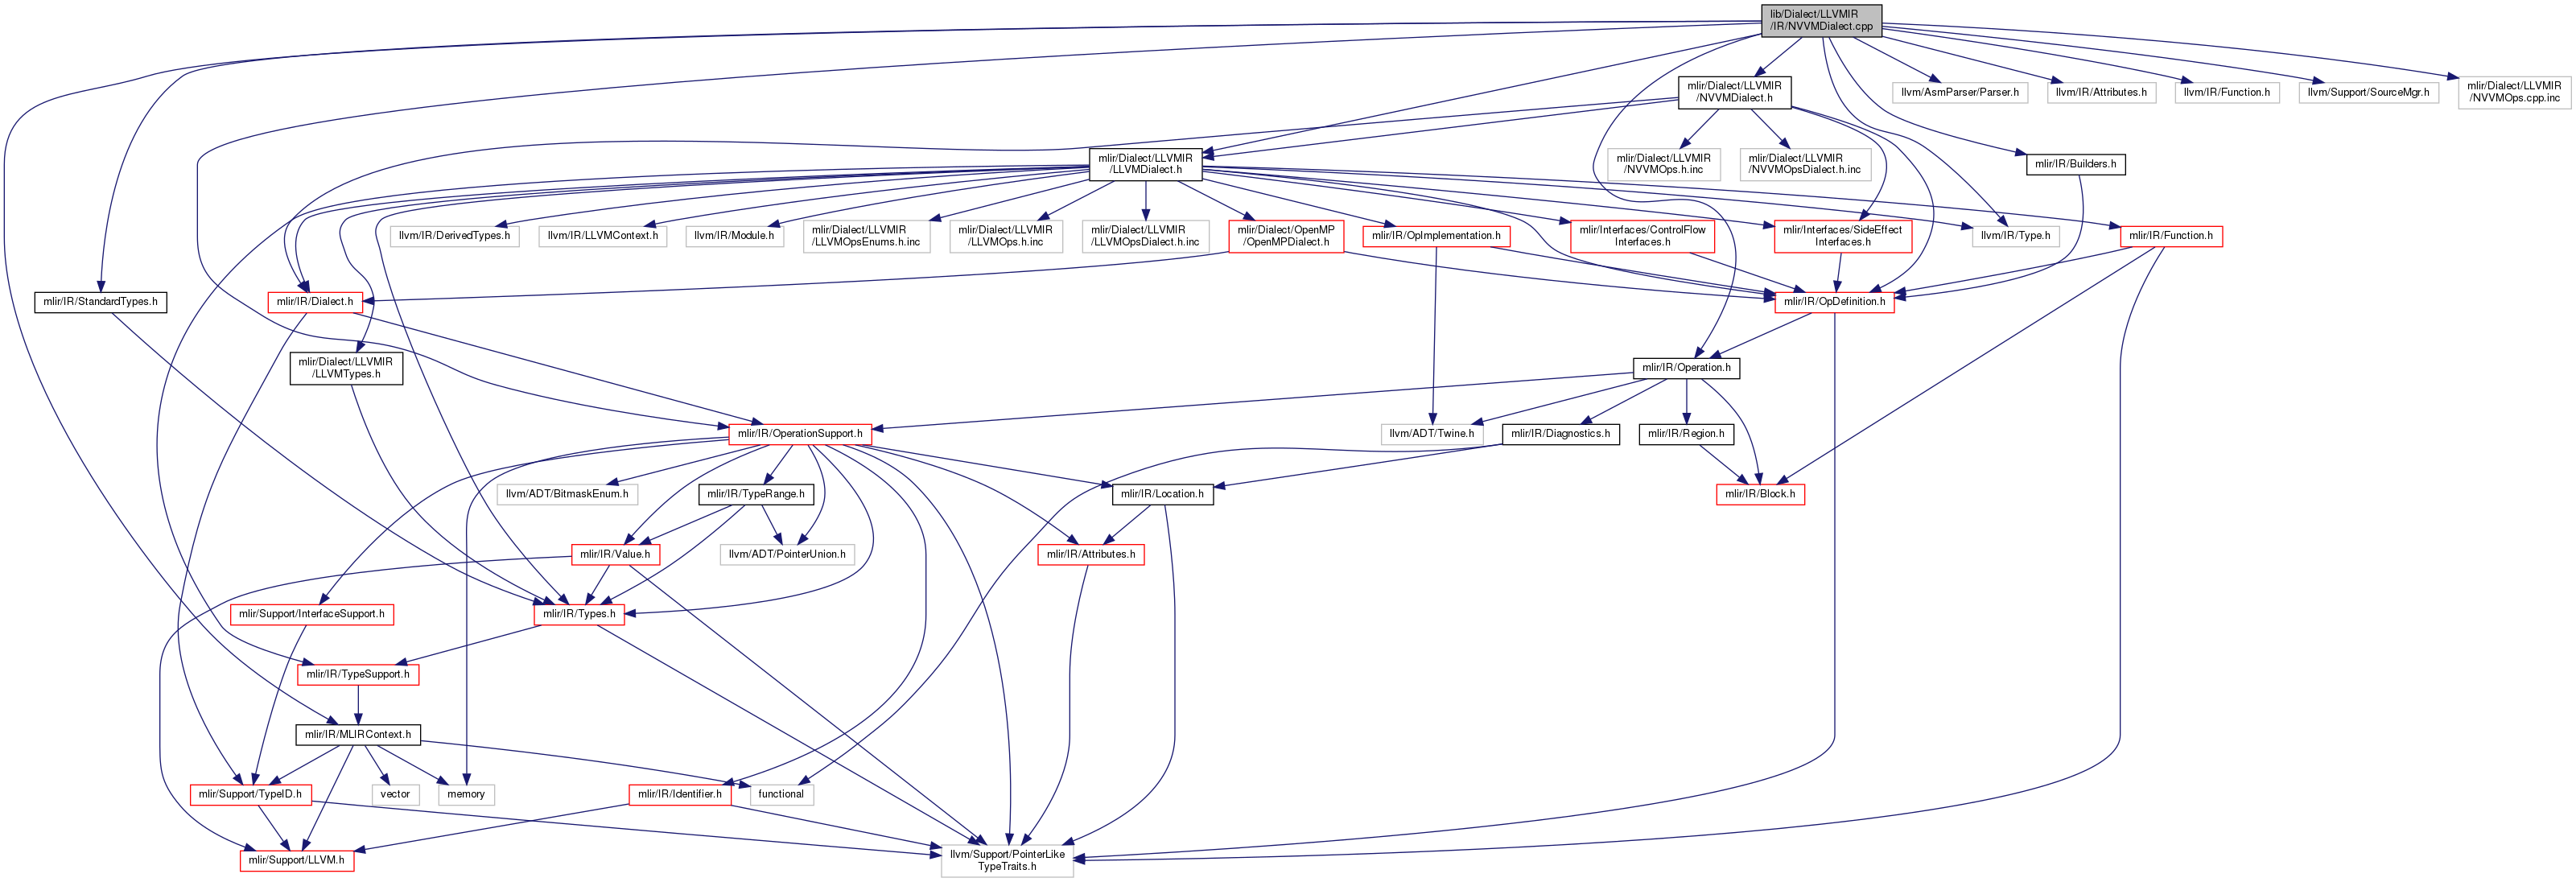 lib/Dialect/LLVMIR
/IR/NVVMDialect.cpp
mlir/Dialect/LLVMIR
/NVVMDialect.h
llvm/AsmParser/Parser.h
llvm/IR/Attributes.h
llvm/IR/Function.h
llvm/Support/SourceMgr.h
mlir/Dialect/LLVMIR
/NVVMOps.cpp.inc
mlir/Dialect/LLVMIR
/LLVMDialect.h
mlir/Dialect/LLVMIR
/NVVMOps.h.inc
mlir/Dialect/LLVMIR
/NVVMOpsDialect.h.inc
mlir/IR/Builders.h
llvm/IR/DerivedTypes.h
llvm/IR/LLVMContext.h
llvm/IR/Module.h
mlir/Dialect/LLVMIR
/LLVMOpsEnums.h.inc
mlir/Dialect/LLVMIR
/LLVMOps.h.inc
mlir/Dialect/LLVMIR
/LLVMOpsDialect.h.inc
mlir/Dialect/OpenMP
/OpenMPDialect.h
mlir/IR/OpImplementation.h
mlir/Interfaces/ControlFlow
Interfaces.h
mlir/Interfaces/SideEffect
Interfaces.h
llvm/IR/Type.h
mlir/IR/Function.h
mlir/IR/StandardTypes.h
mlir/IR/Dialect.h
mlir/IR/OpDefinition.h
mlir/Dialect/LLVMIR
/LLVMTypes.h
mlir/IR/Operation.h
mlir/IR/OperationSupport.h
llvm/ADT/Twine.h
mlir/IR/Diagnostics.h
mlir/IR/Region.h
llvm/ADT/BitmaskEnum.h
mlir/IR/TypeRange.h
mlir/IR/Location.h
mlir/IR/Block.h
mlir/IR/Value.h
llvm/ADT/PointerUnion.h
mlir/IR/Attributes.h
mlir/Support/InterfaceSupport.h
mlir/IR/Types.h
mlir/IR/TypeSupport.h
mlir/IR/MLIRContext.h
mlir/Support/TypeID.h
vector
memory
mlir/IR/Identifier.h
functional
mlir/Support/LLVM.h
llvm/Support/PointerLike
TypeTraits.h